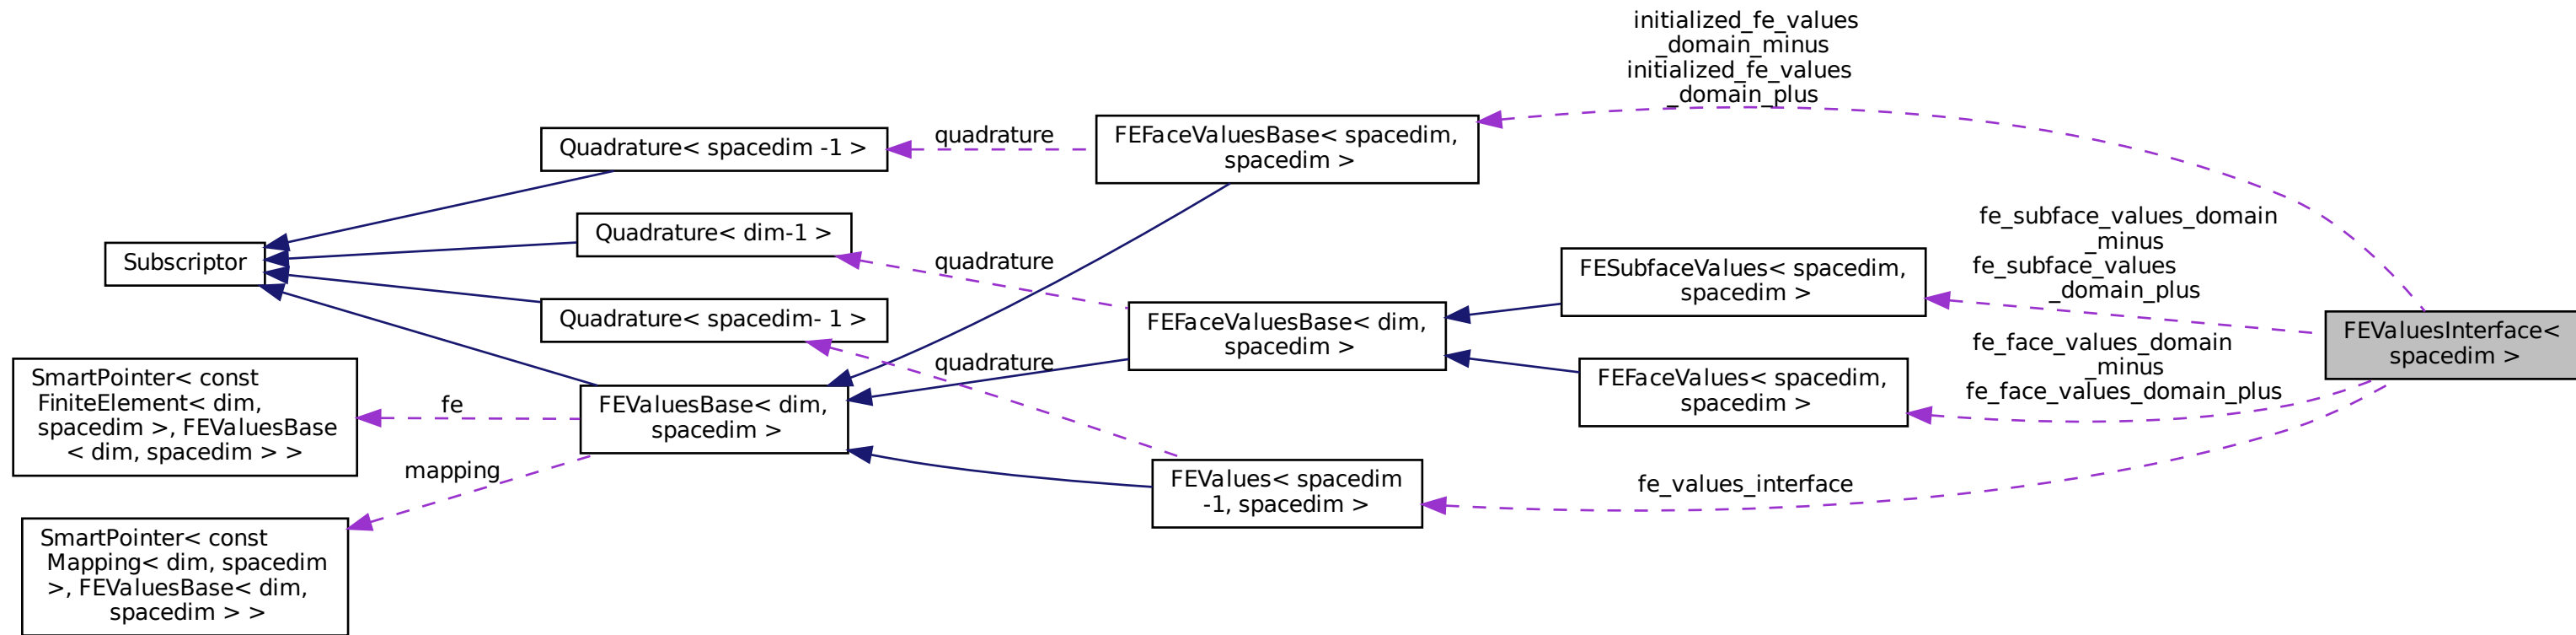 initialized_fe_values
_domain_minus
initialized_fe_values
_domain_plus
Quadrature< spacedim -1 >
quadrature
FEFaceValuesBase< spacedim,
spacedim >
Quadrature< dim-1 >
quadrature
Subscriptor
Quadrature< spacedim- 1 >
quadrature
FEFaceValuesBase< dim,
spacedim >
FESubfaceValues< spacedim,
spacedim >
fe_subface_values_domain
_minus
fe_subface_values
_domain_plus
FEValuesInterface<
spacedim >
fe_face_values_domain
_minus
fe_face_values_domain_plus
FEFaceValues< spacedim,
spacedim >
SmartPointer< const
FiniteElement< dim,
spacedim >, FEValuesBase
< dim, spacedim > >
fe
FEValuesBase< dim,
spacedim >
mapping
FEValues< spacedim
-1, spacedim >
fe_values_interface
SmartPointer< const
Mapping< dim, spacedim
>, FEValuesBase< dim,
spacedim > >